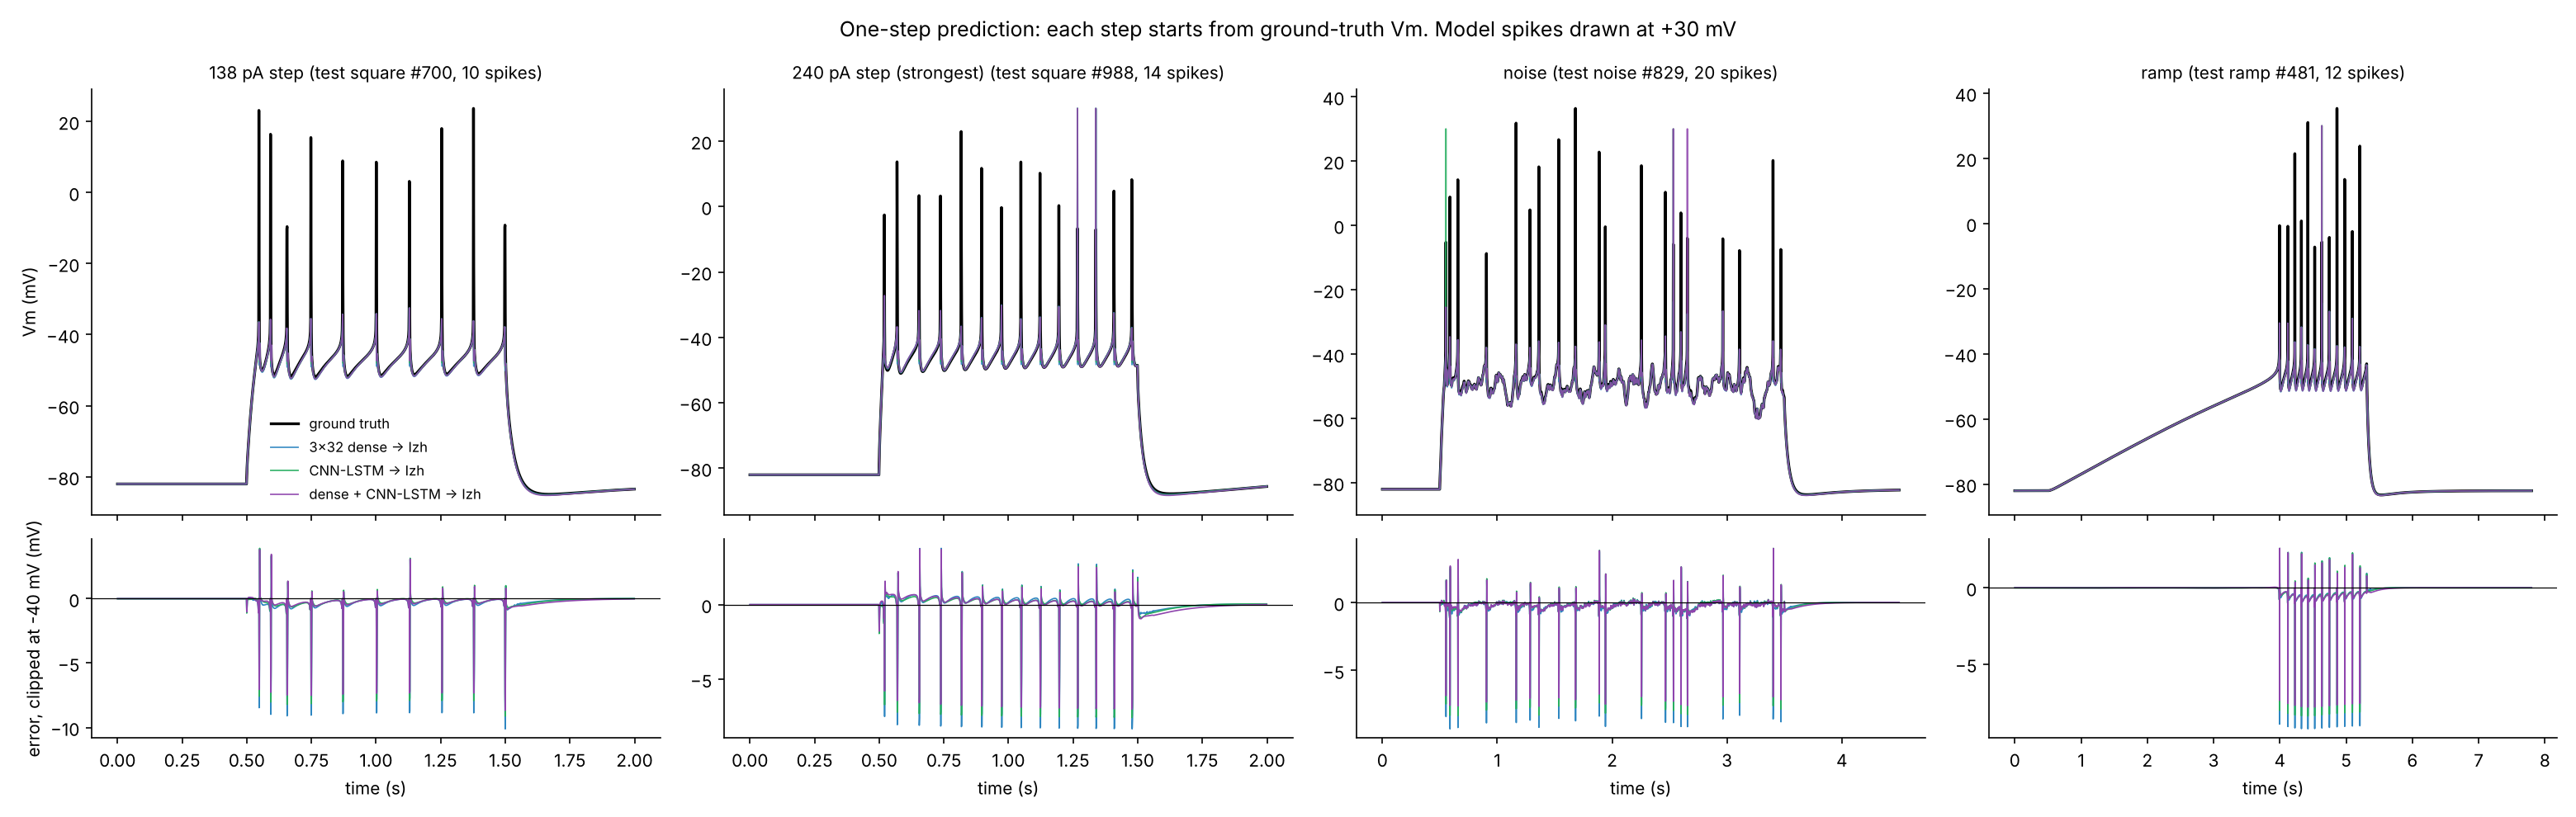 One-step prediction: each step starts from ground-truth Vm. Model spikes drawn at +30 mV
138 pA step (test square #700, 10 spikes)
240 pA step (strongest) (test square #988, 14 spikes)
noise (test noise #829, 20 spikes)
ramp (test ramp #481, 12 spikes)
Vm (mV)
20
0
−20
−40
−60
−80
ground truth
3×32 dense → Izh
CNN-LSTM → Izh
dense + CNN-LSTM → Izh
20
0
−20
−40
−60
−80
40
20
0
−20
−40
−60
−80
40
20
0
−20
−40
−60
−80
error, clipped at -40 mV (mV)
0
−5
−10
0
−5
0
−5
0
−5
0.00 0.25 0.50 0.75 1.00 1.25 1.50 1.75 2.00
time (s)
0.00 0.25 0.50 0.75 1.00 1.25 1.50 1.75 2.00
time (s)
0 1 2 3 4
time (s)
0 1 2 3 4 5 6 7 8
time (s)